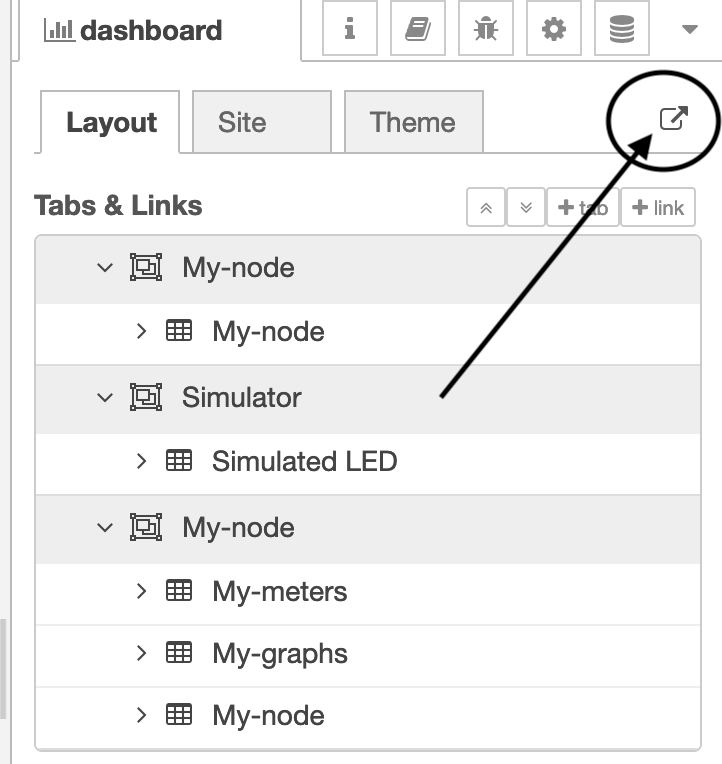 dashboard
Layout Site Theme
Tabs & Links + tab + link
My-node
My-node
Simulator
Simulated LED
My-node
My-meters
My-graphs
My-node